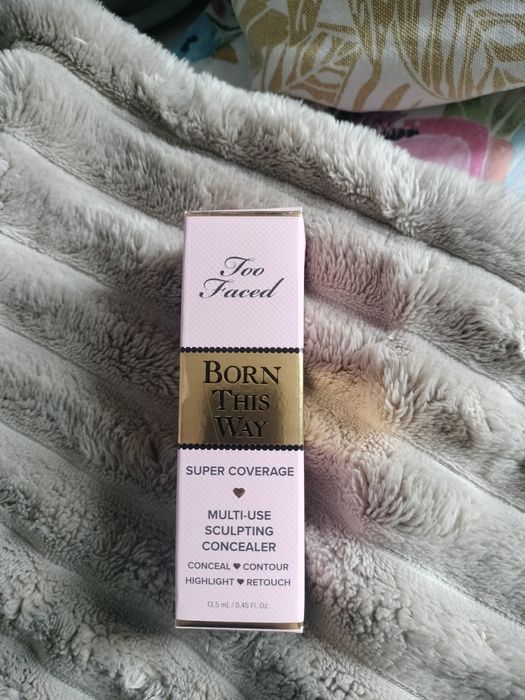 Too
Faced
BORN
THIS
WAY
SUPER COVERAGE
MULTI-USE
SCULPTING
CONCEALER
CONCEAL ♥ CONTOUR
HIGHLIGHT ♥ RETOUCH
13.5 mL / 0.45 Fl. Oz.